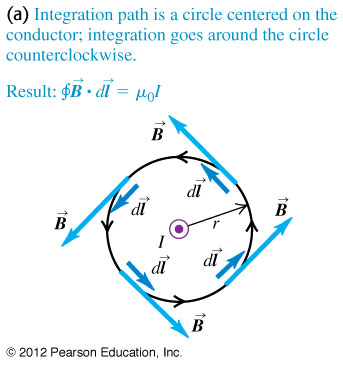 (a) Integration path is a circle centered on the
conductor; integration goes around the circle
counterclockwise.
Result: ∮B⃗ • dl⃗ = μ₀I
B⃗
dl⃗
dl⃗
B⃗
B⃗
r
I
dl⃗
dl⃗
B⃗
© 2012 Pearson Education, Inc.